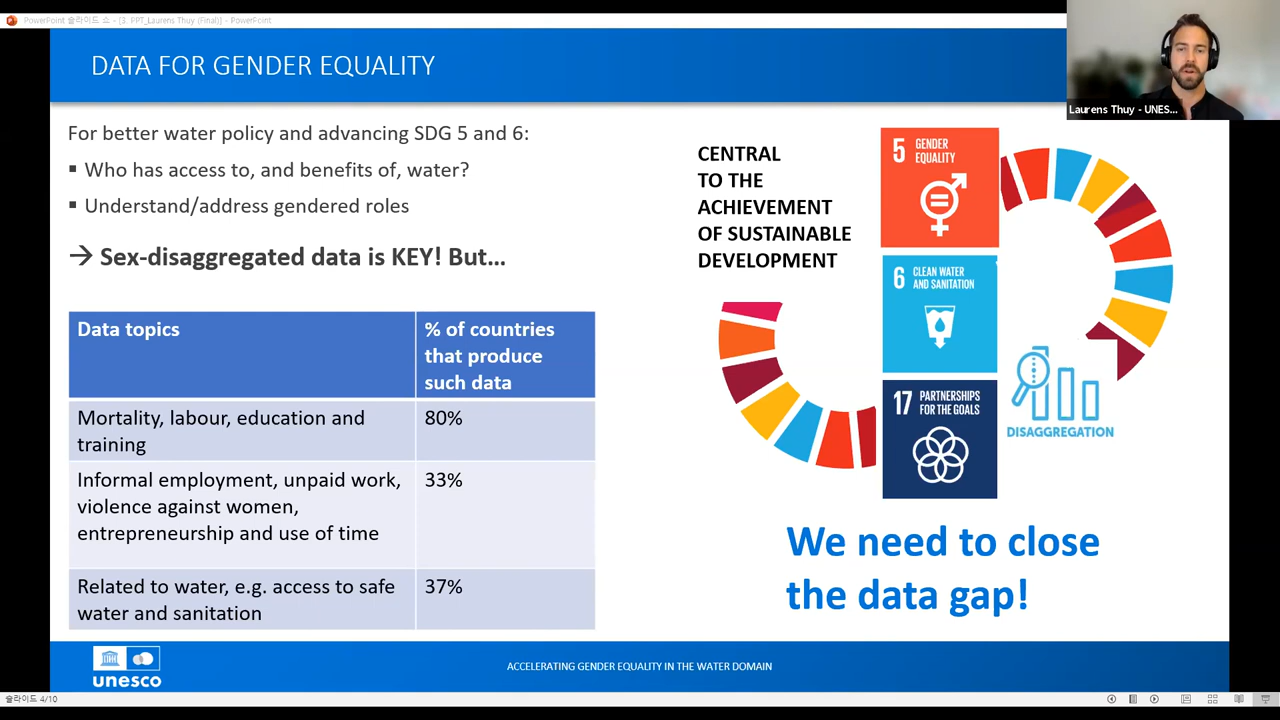 PowerPoint 슬라이드 쇼 - [3. PPT_Laurens Thuy (Final)] - PowerPoint
DATA FOR GENDER EQUALITY
Laurens Thuy - UNES...
For better water policy and advancing SDG 5 and 6:
▪ Who has access to, and benefits of, water?
▪ Understand/address gendered roles
→ Sex-disaggregated data is KEY! But...
Data topics
% of countries
that produce
such data
Mortality, labour, education and
training
80%
Informal employment, unpaid work,
violence against women,
entrepreneurship and use of time
33%
Related to water, e.g. access to safe
water and sanitation
37%
CENTRAL
TO THE
ACHIEVEMENT
OF SUSTAINABLE
DEVELOPMENT
5 GENDER
EQUALITY
6 CLEAN WATER
AND SANITATION
17 PARTNERSHIPS
FOR THE GOALS
DISAGGREGATION
We need to close
the data gap!
unesco
ACCELERATING GENDER EQUALITY IN THE WATER DOMAIN
슬라이드 4/10